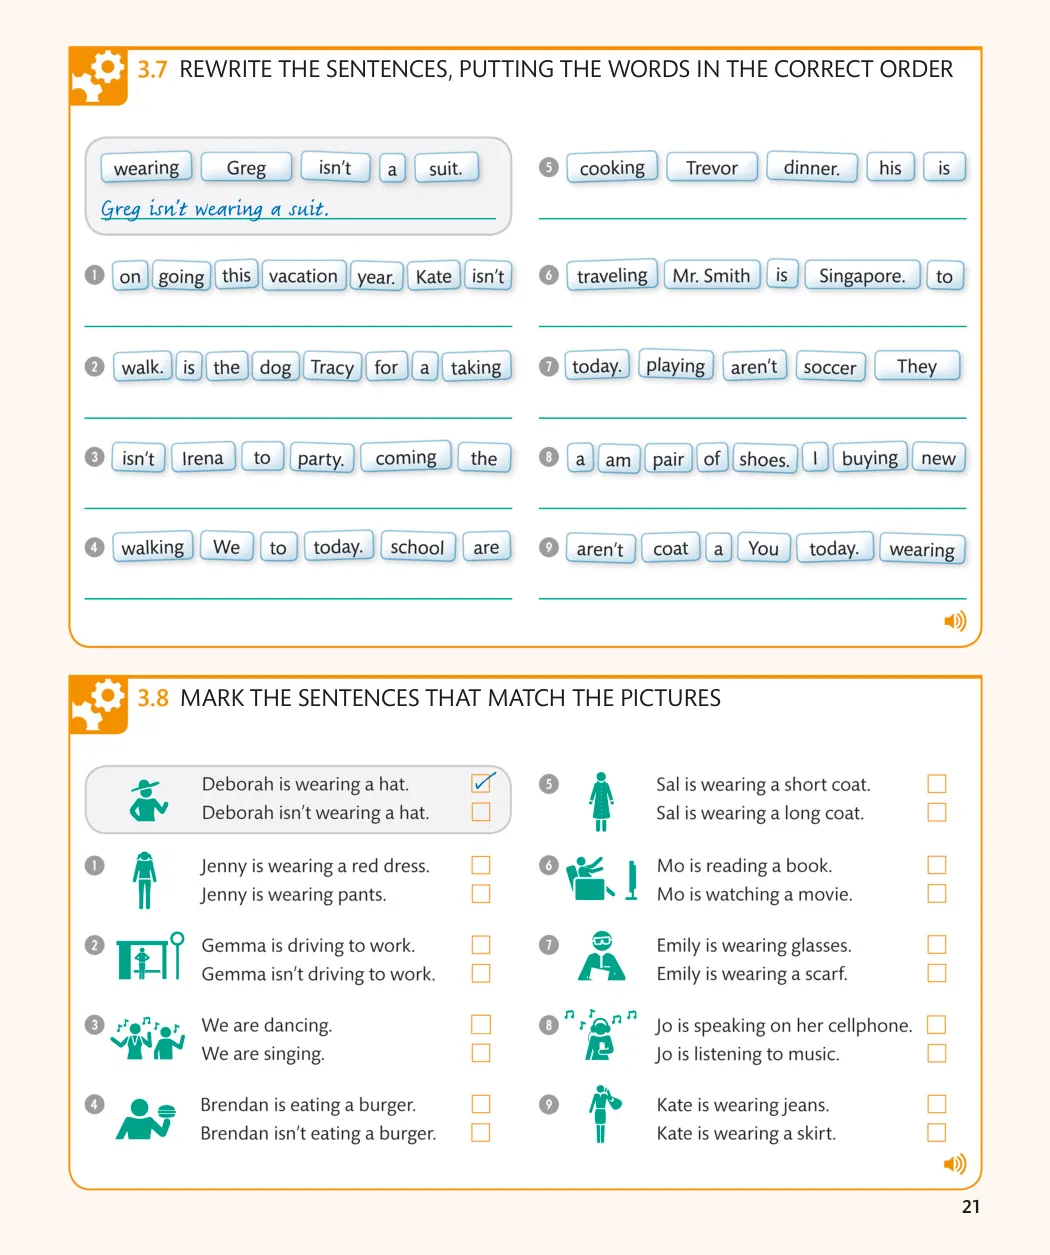 3.7 REWRITE THE SENTENCES, PUTTING THE WORDS IN THE CORRECT ORDER
wearing Greg isn't a suit.
Greg isn't wearing a suit.
1 on going this vacation year. Kate isn't
2 walk. is the dog Tracy for a taking
3 isn't Irena to party. coming the
4 walking We to today. school are
5 cooking Trevor dinner. his is
6 traveling Mr. Smith is Singapore. to
7 today. playing aren't soccer They
8 a am pair of shoes. I buying new
9 aren't coat a You today. wearing
3.8 MARK THE SENTENCES THAT MATCH THE PICTURES
Deborah is wearing a hat.
Deborah isn't wearing a hat.
1 Jenny is wearing a red dress.
Jenny is wearing pants.
2 Gemma is driving to work.
Gemma isn't driving to work.
3 We are dancing.
We are singing.
4 Brendan is eating a burger.
Brendan isn't eating a burger.
5 Sal is wearing a short coat.
Sal is wearing a long coat.
6 Mo is reading a book.
Mo is watching a movie.
7 Emily is wearing glasses.
Emily is wearing a scarf.
8 Jo is speaking on her cellphone.
Jo is listening to music.
9 Kate is wearing jeans.
Kate is wearing a skirt.
21